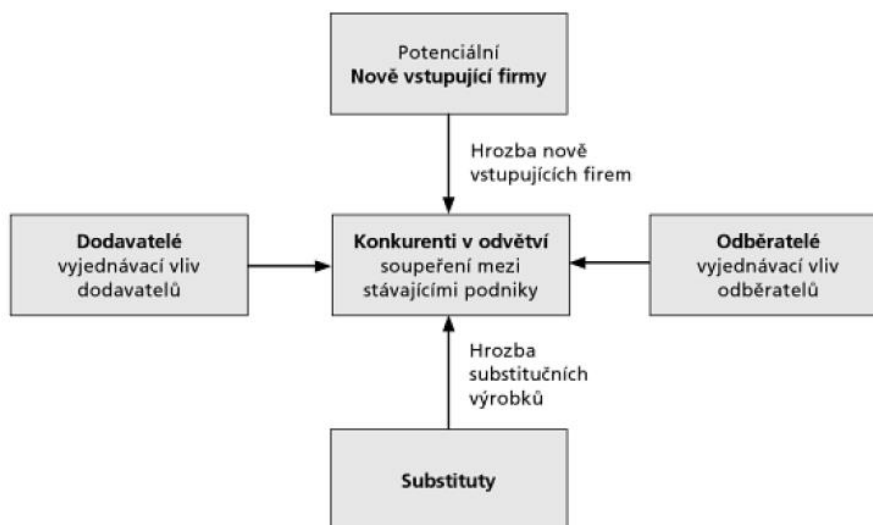 Potenciální
Nově vstupující firmy
Hrozba nově
vstupujících firem
Dodavatelé
vyjednávací vliv
dodavatelů
Konkurenti v odvětví
soupeření mezi
stávajícími podniky
Odběratelé
vyjednávací vliv
odběratelů
Hrozba
substitučních
výrobků
Substituty